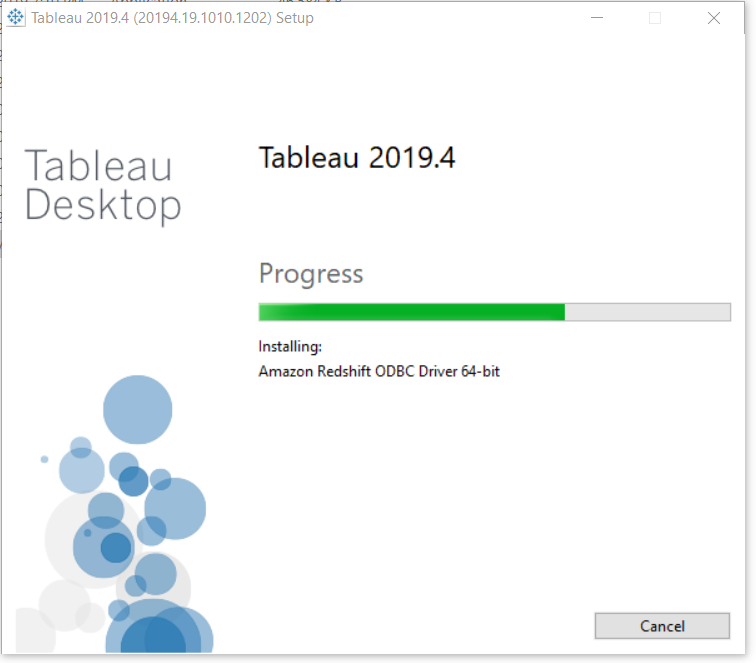 Tableau 2019.4 (20194.19.1010.1202) Setup
Tableau
Desktop
Tableau 2019.4
Progress
Installing:
Amazon Redshift ODBC Driver 64-bit
Cancel